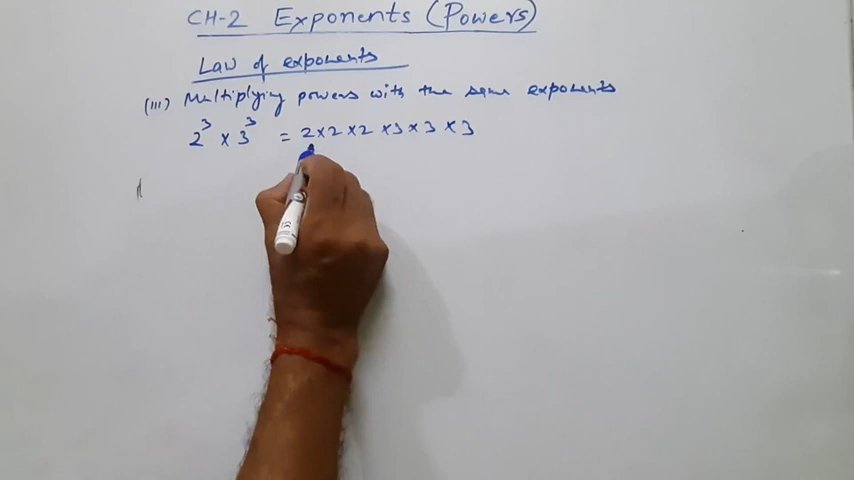 CH-2 Exponents (Powers)
Law of exponents
(iii) Multiplying powers with the same exponents
2³ × 3³ = 2 × 2 × 2 × 3 × 3 × 3